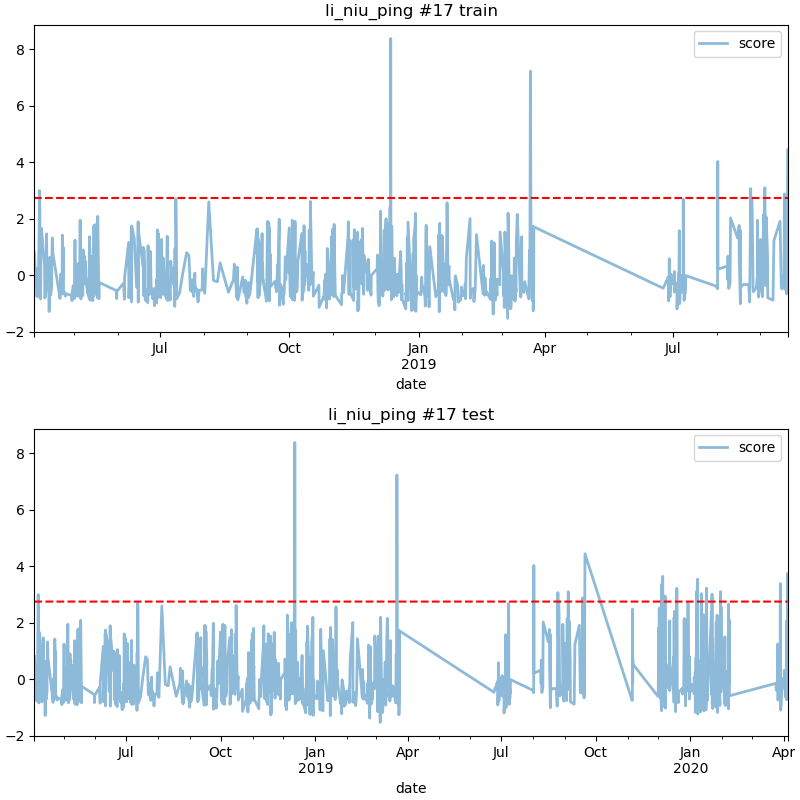 li_niu_ping #17 train
score
8
6
4
2
0
−2
Jul
Oct
Jan
2019
Apr
Jul
date
li_niu_ping #17 test
score
8
6
4
2
0
−2
Jul
Oct
Jan
2019
Apr
Jul
Oct
Jan
2020
Apr
date